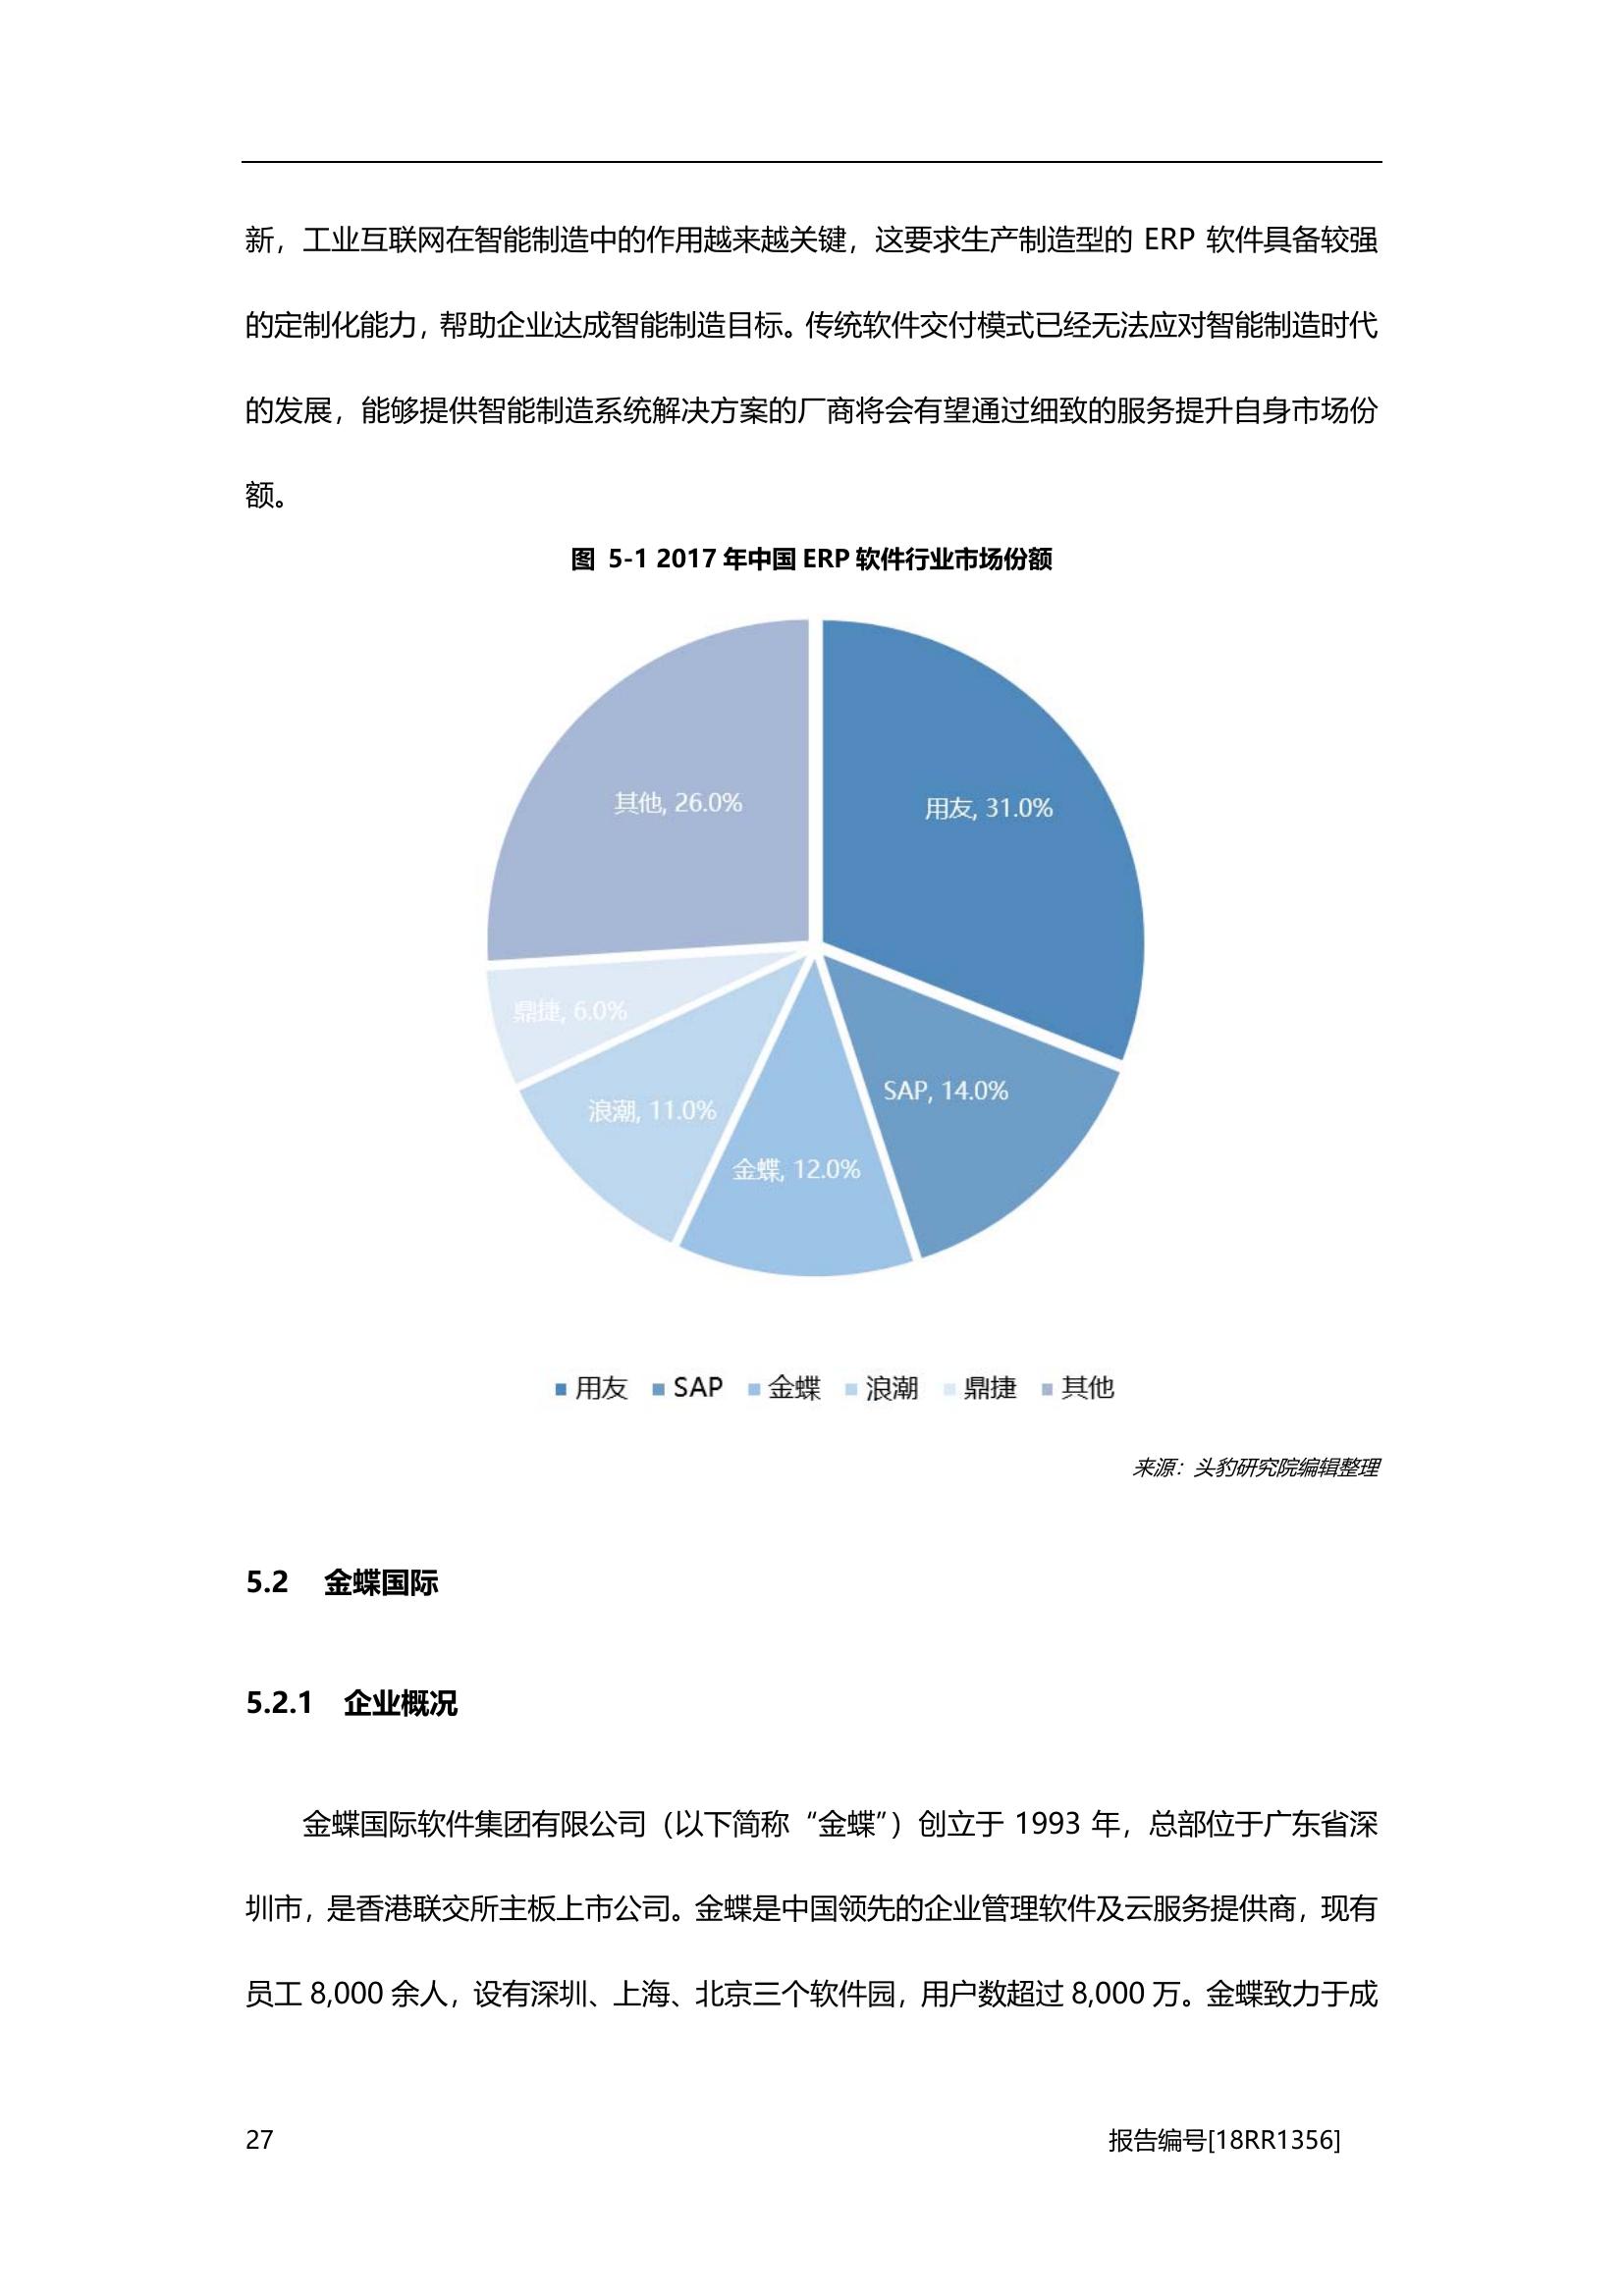 新，工业互联网在智能制造中的作用越来越关键，这要求生产制造型的 ERP 软件具备较强
的定制化能力，帮助企业达成智能制造目标。传统软件交付模式已经无法应对智能制造时代
的发展，能够提供智能制造系统解决方案的厂商将会有望通过细致的服务提升自身市场份
额。
图 5-1 2017 年中国 ERP 软件行业市场份额
其他, 26.0%
用友, 31.0%
鼎捷, 6.0%
SAP, 14.0%
浪潮, 11.0%
金蝶, 12.0%
用友 SAP 金蝶 浪潮 鼎捷 其他
来源：头豹研究院编辑整理
5.2 金蝶国际
5.2.1 企业概况
金蝶国际软件集团有限公司（以下简称“金蝶”）创立于 1993 年，总部位于广东省深
圳市，是香港联交所主板上市公司。金蝶是中国领先的企业管理软件及云服务提供商，现有
员工 8,000 余人，设有深圳、上海、北京三个软件园，用户数超过 8,000 万。金蝶致力于成
27 报告编号[18RR1356]